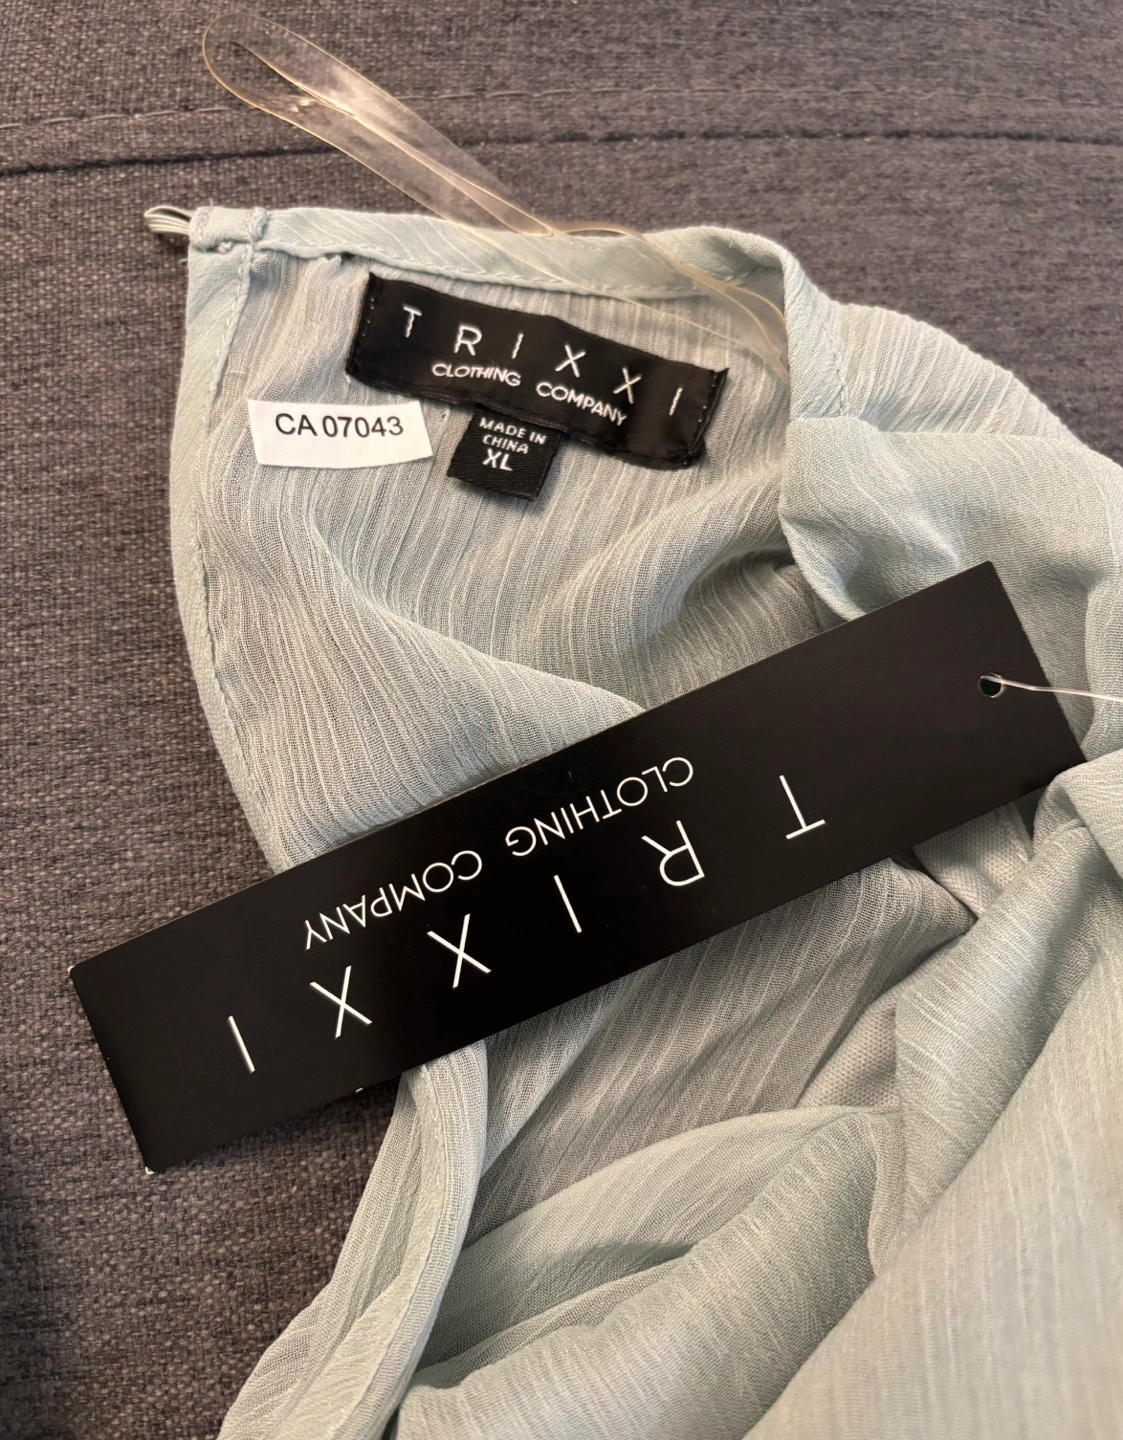 TRIXXI
CLOTHING COMPANY
CA 07043
MADE IN
CHINA
XL
TRIXXI
CLOTHING COMPANY